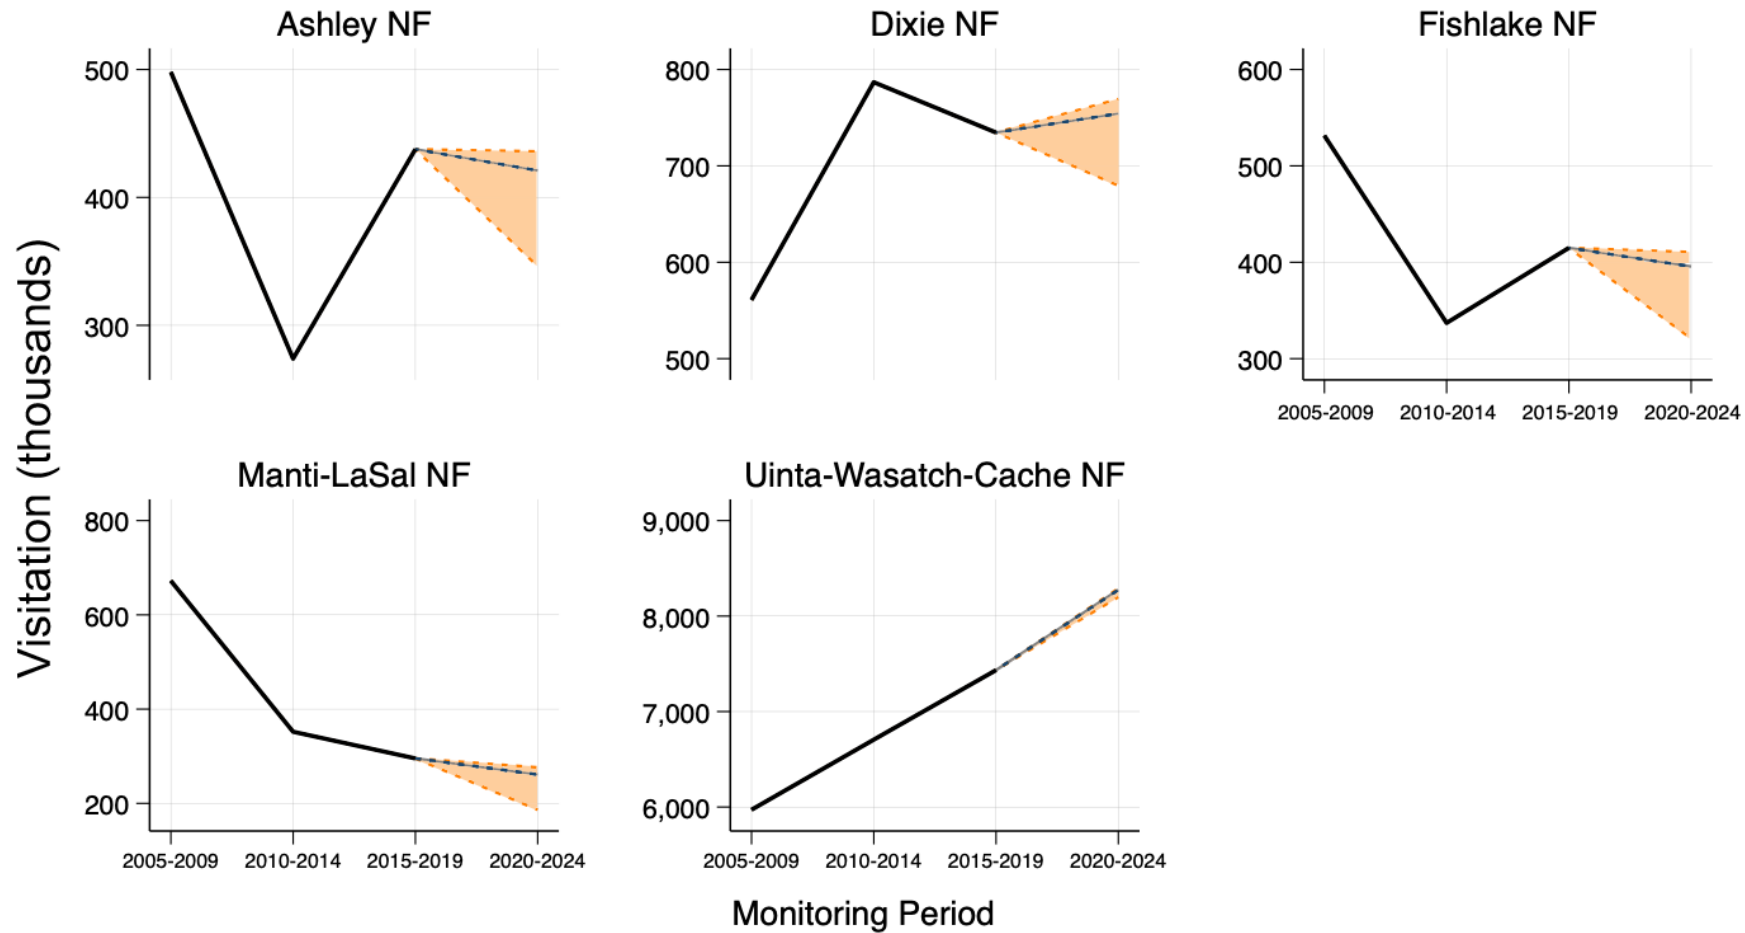 Ashley NF
Dixie NF
Fishlake NF
500
400
300
800
700
600
500
600
500
400
300
2005-2009 2010-2014 2015-2019 2020-2024
Visitation (thousands)
Manti-LaSal NF
Uinta-Wasatch-Cache NF
800
600
400
200
9,000
8,000
7,000
6,000
2005-2009 2010-2014 2015-2019 2020-2024
2005-2009 2010-2014 2015-2019 2020-2024
Monitoring Period